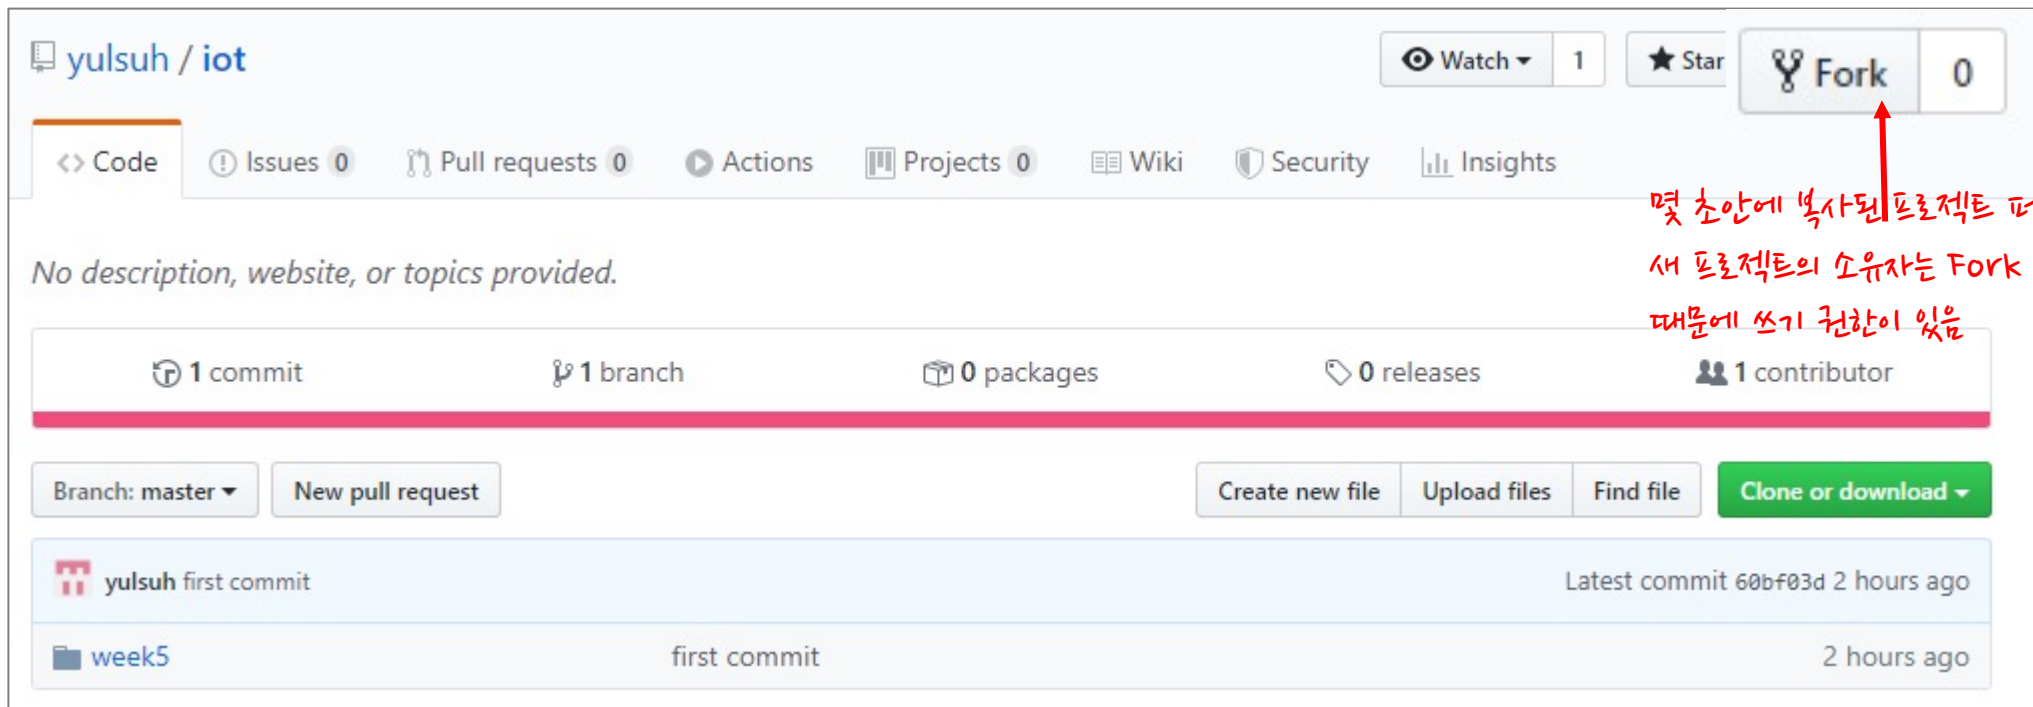 yulsuh / iot
Watch 1 Star Fork 0
Code Issues 0 Pull requests 0 Actions Projects 0 Wiki Security Insights
몇 초안에 복사된 프로젝트
새 프로젝트의 소유자는 Fork
때문에 쓰기 권한이 있음
No description, website, or topics provided.
1 commit 1 branch 0 packages 0 releases 1 contributor
Branch: master New pull request Create new file Upload files Find file Clone or download
yulsuh first commit Latest commit 60bf03d 2 hours ago
week5 first commit 2 hours ago